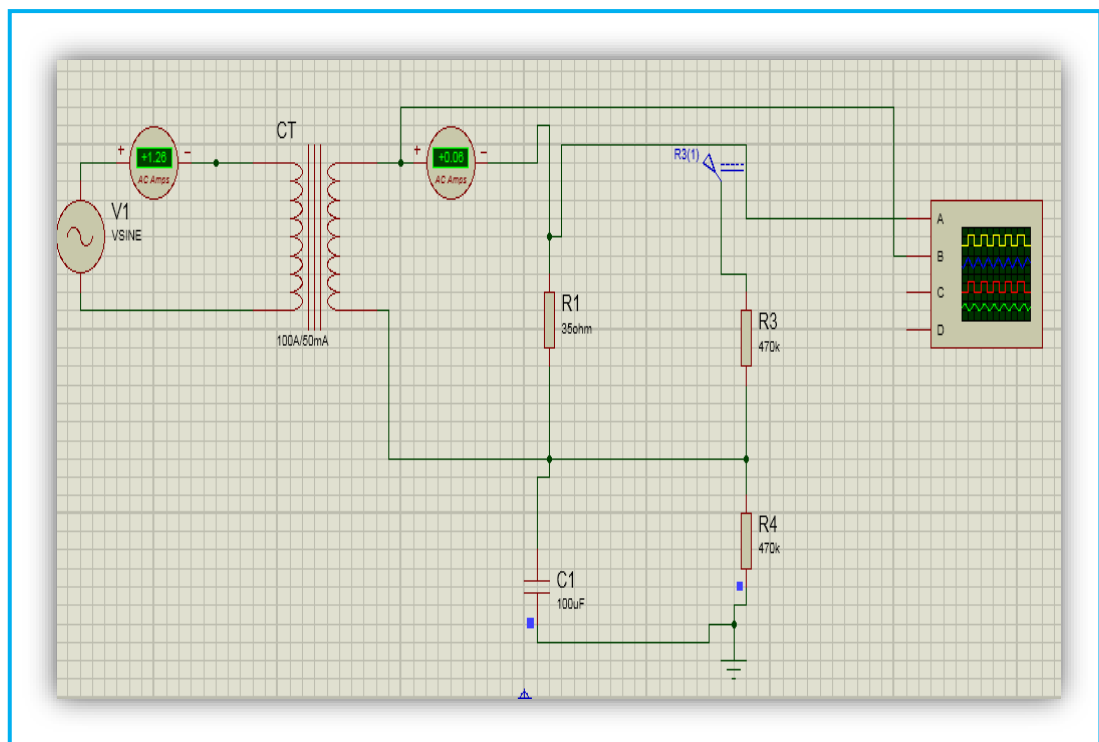 CT
+1.26
AC Amps
+0.06
AC Amps
R3(1)
V1
VSINE
A
B
C
D
R1
35ohm
R3
470k
100A/50mA
R4
470k
C1
100uF